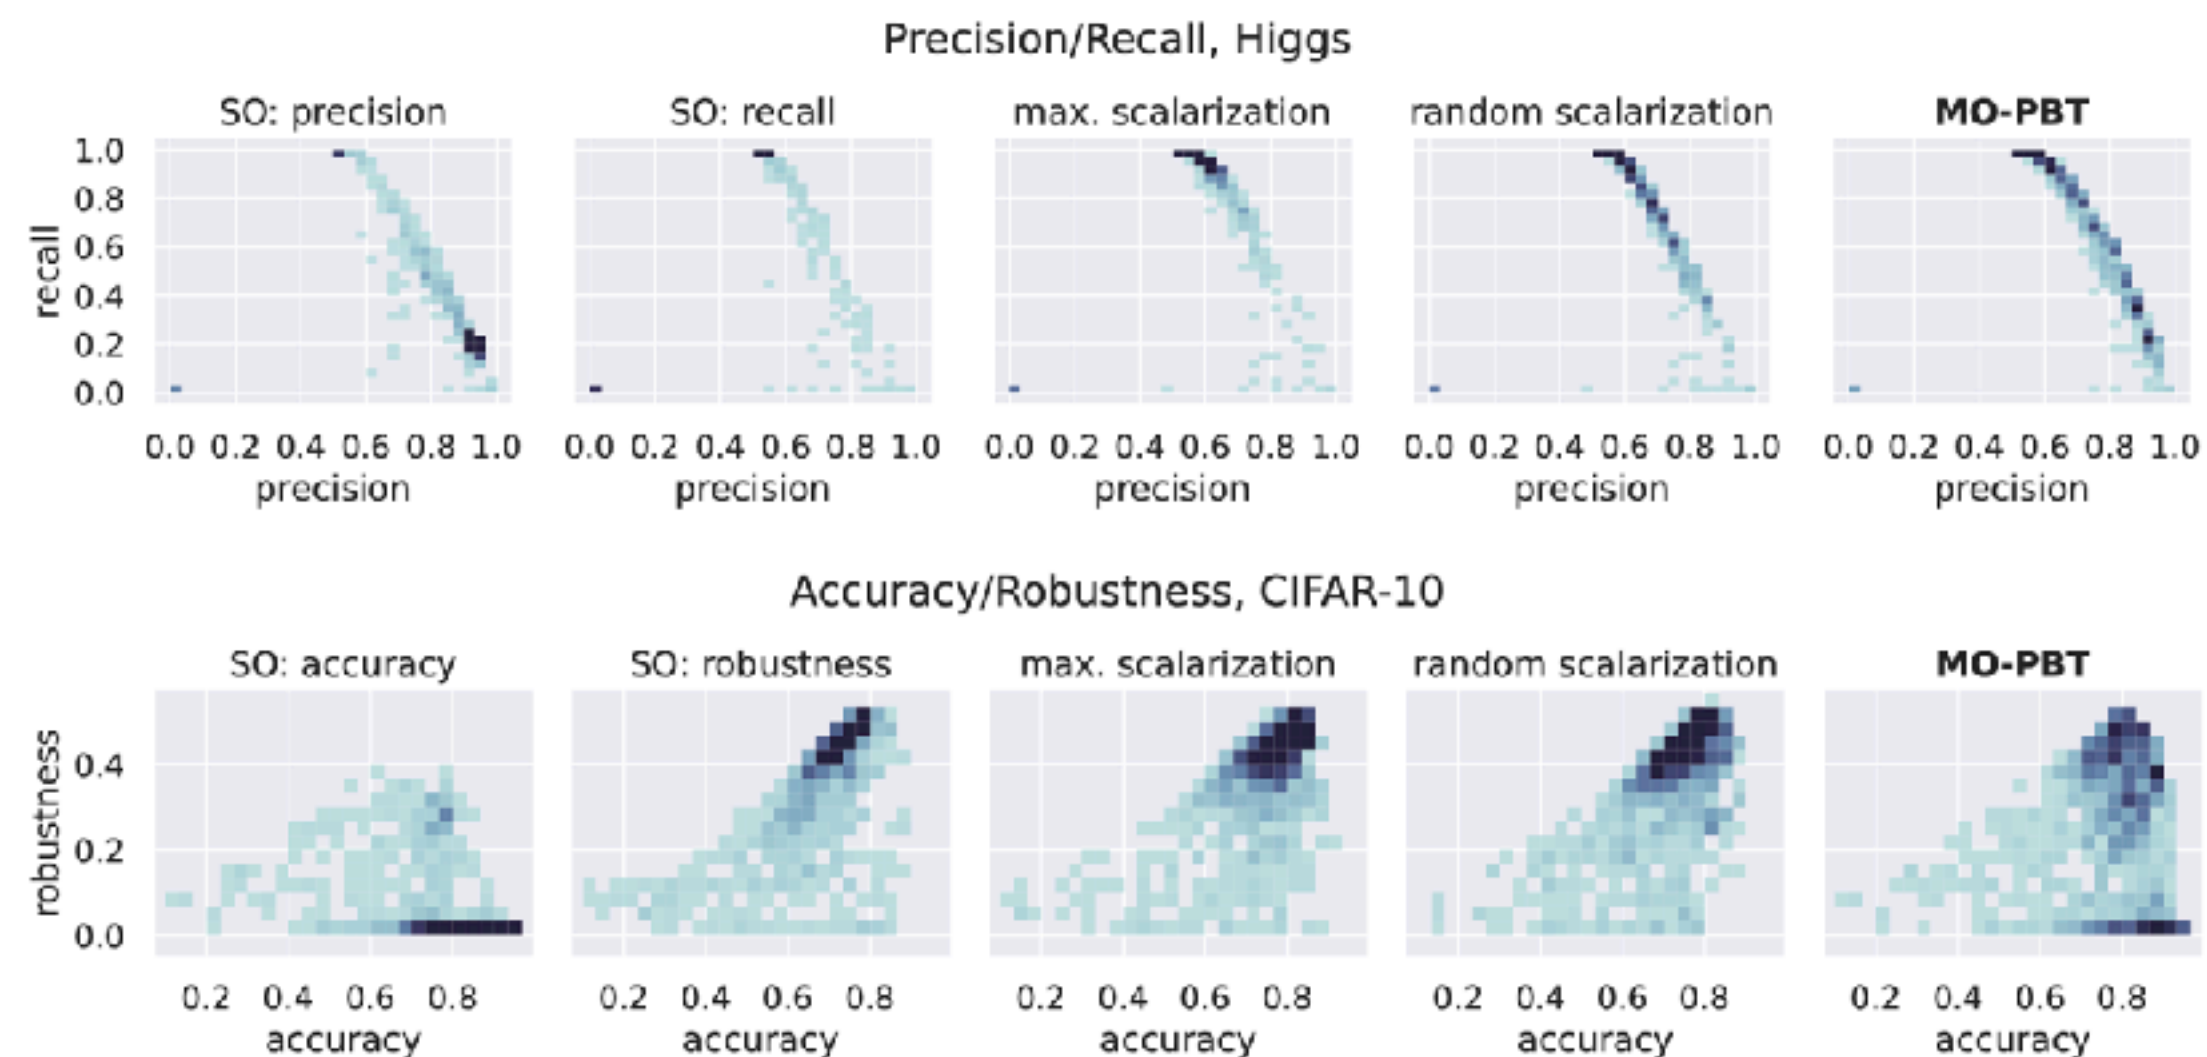 Precision/Recall, Higgs
SO: precision SO: recall max. scalarization random scalarization MO-PBT
1.0
0.8
0.6
0.4
0.2
0.0
recall
0.0 0.2 0.4 0.6 0.8 1.0 0.0 0.2 0.4 0.6 0.8 1.0 0.0 0.2 0.4 0.6 0.8 1.0 0.0 0.2 0.4 0.6 0.8 1.0 0.0 0.2 0.4 0.6 0.8 1.0
precision precision precision precision precision
Accuracy/Robustness, CIFAR-10
SO: accuracy SO: robustness max. scalarization random scalarization MO-PBT
0.4
0.2
0.0
robustness
0.2 0.4 0.6 0.8 0.2 0.4 0.6 0.8 0.2 0.4 0.6 0.8 0.2 0.4 0.6 0.8 0.2 0.4 0.6 0.8
accuracy accuracy accuracy accuracy accuracy